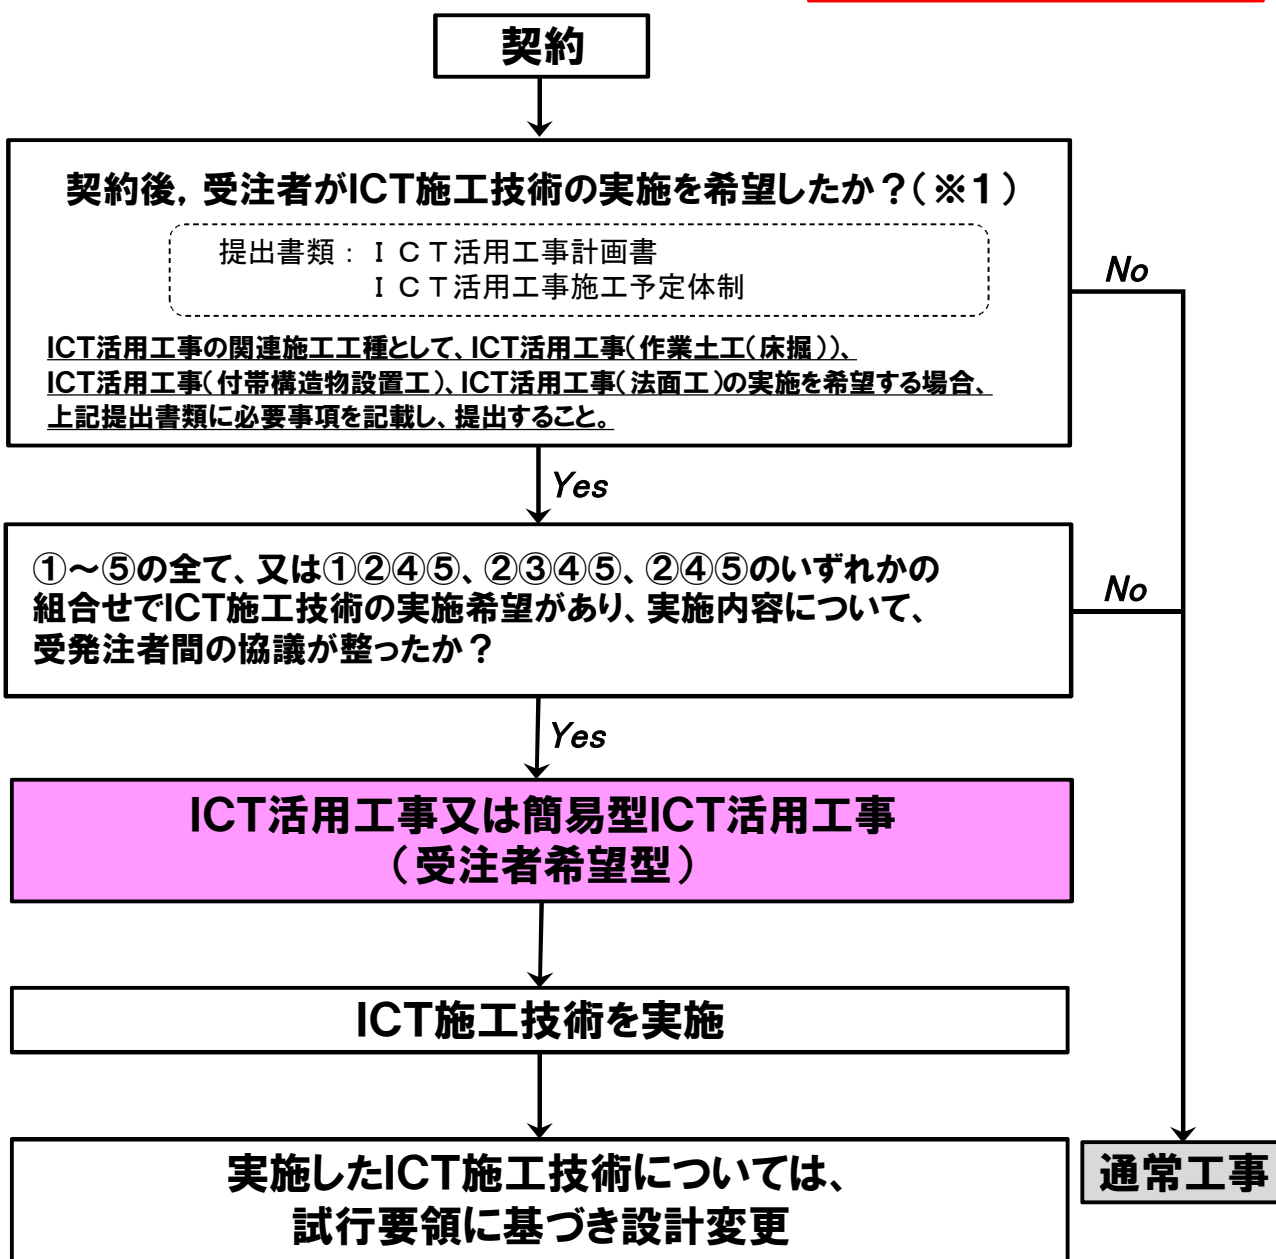 契約
契約後，受注者がICT施工技術の実施を希望したか？（※１）
提出書類：ＩＣＴ活用工事計画書
ＩＣＴ活用工事施工予定体制
No
ICT活用工事の関連施工工種として、ICT活用工事（作業土工（床掘））、
ICT活用工事（付帯構造物設置工）、ICT活用工事（法面工）の実施を希望する場合、
上記提出書類に必要事項を記載し、提出すること。
Yes
①～⑤の全て、又は①②④⑤、②③④⑤、②④⑤のいずれかの
組合せでICT施工技術の実施希望があり、実施内容について、
受発注者間の協議が整ったか？
No
Yes
ICT活用工事又は簡易型ICT活用工事
（受注者希望型）
ICT施工技術を実施
実施したICT施工技術については、
試行要領に基づき設計変更
通常工事